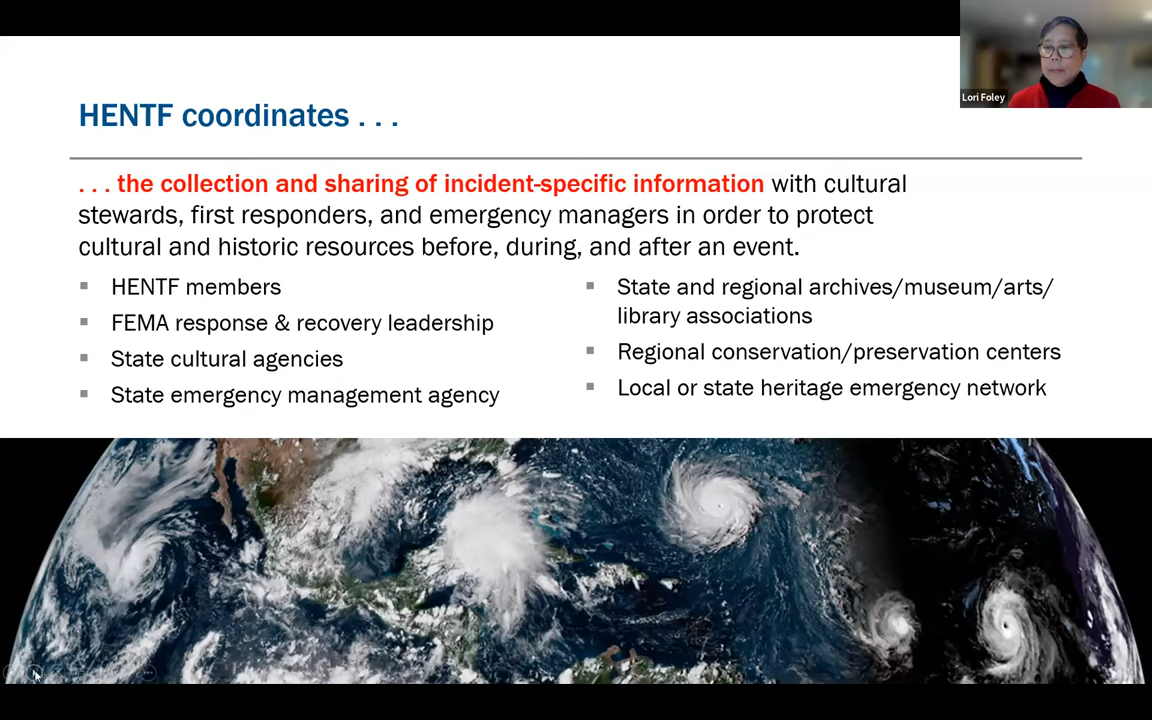 Lori Foley
HENTF coordinates . . .
. . . the collection and sharing of incident-specific information with cultural
stewards, first responders, and emergency managers in order to protect
cultural and historic resources before, during, and after an event.
HENTF members
FEMA response & recovery leadership
State cultural agencies
State emergency management agency
State and regional archives/museum/arts/
library associations
Regional conservation/preservation centers
Local or state heritage emergency network